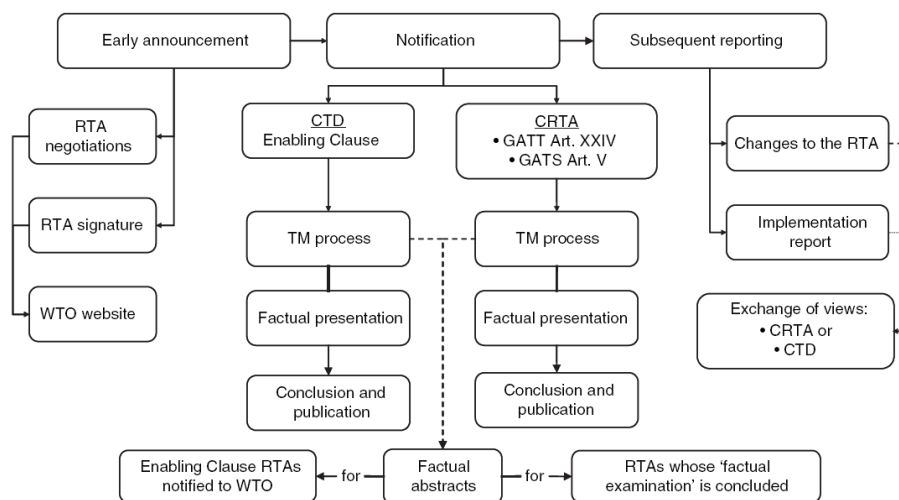 Early announcement
Notification
Subsequent reporting
RTA
negotiations
CTD
Enabling Clause
CRTA
• GATT Art. XXIV
• GATS Art. V
Changes to the RTA
RTA signature
TM process
TM process
Implementation
report
WTO website
Factual presentation
Factual presentation
Exchange of views:
• CRTA or
• CTD
Conclusion and
publication
Conclusion and
publication
Enabling Clause RTAs
notified to WTO
for
Factual
abstracts
for
RTAs whose ‘factual
examination’ is concluded